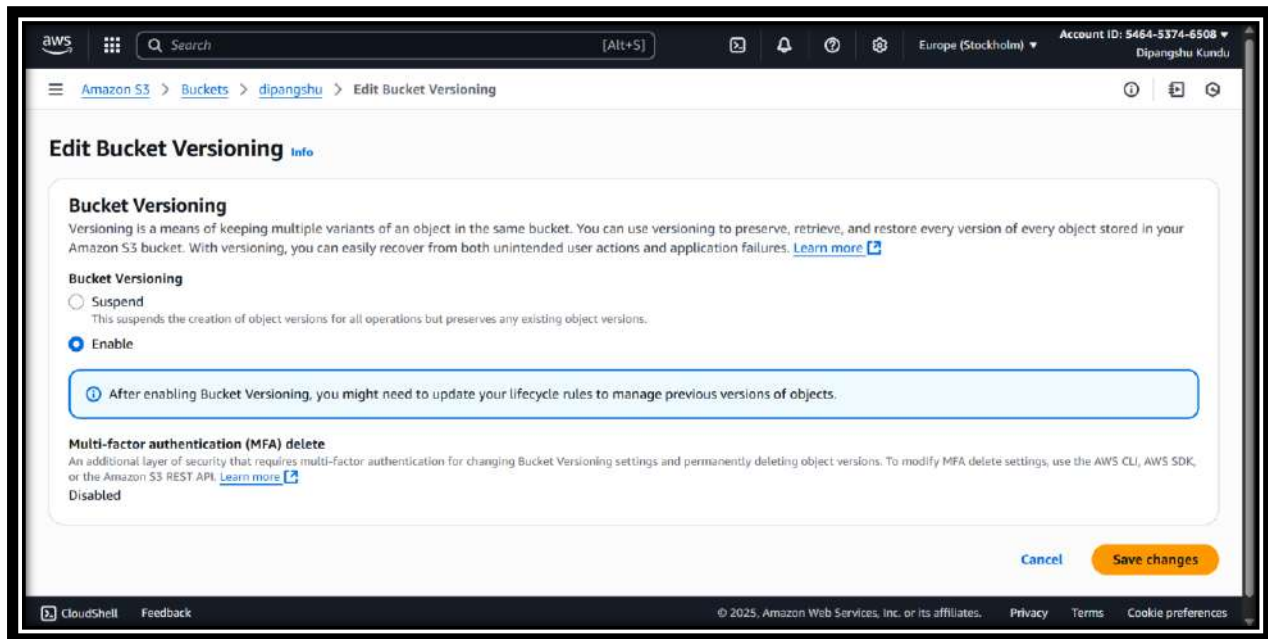 aws Search [Alt+S] Europe (Stockholm) Account ID: 5464-5374-6508
Dipangshu Kundu
Amazon S3 > Buckets > dipangshu > Edit Bucket Versioning
Edit Bucket Versioning Info
Bucket Versioning
Versioning is a means of keeping multiple variants of an object in the same bucket. You can use versioning to preserve, retrieve, and restore every version of every object stored in your
Amazon S3 bucket. With versioning, you can easily recover from both unintended user actions and application failures. Learn more
Bucket Versioning
Suspend
This suspends the creation of object versions for all operations but preserves any existing object versions.
Enable
After enabling Bucket Versioning, you might need to update your lifecycle rules to manage previous versions of objects.
Multi-factor authentication (MFA) delete
An additional layer of security that requires multi-factor authentication for changing Bucket Versioning settings and permanently deleting object versions. To modify MFA delete settings, use the AWS CLI, AWS SDK,
or the Amazon S3 REST API. Learn more
Disabled
Cancel Save changes
CloudShell Feedback © 2025, Amazon Web Services, Inc. or its affiliates. Privacy Terms Cookie preferences